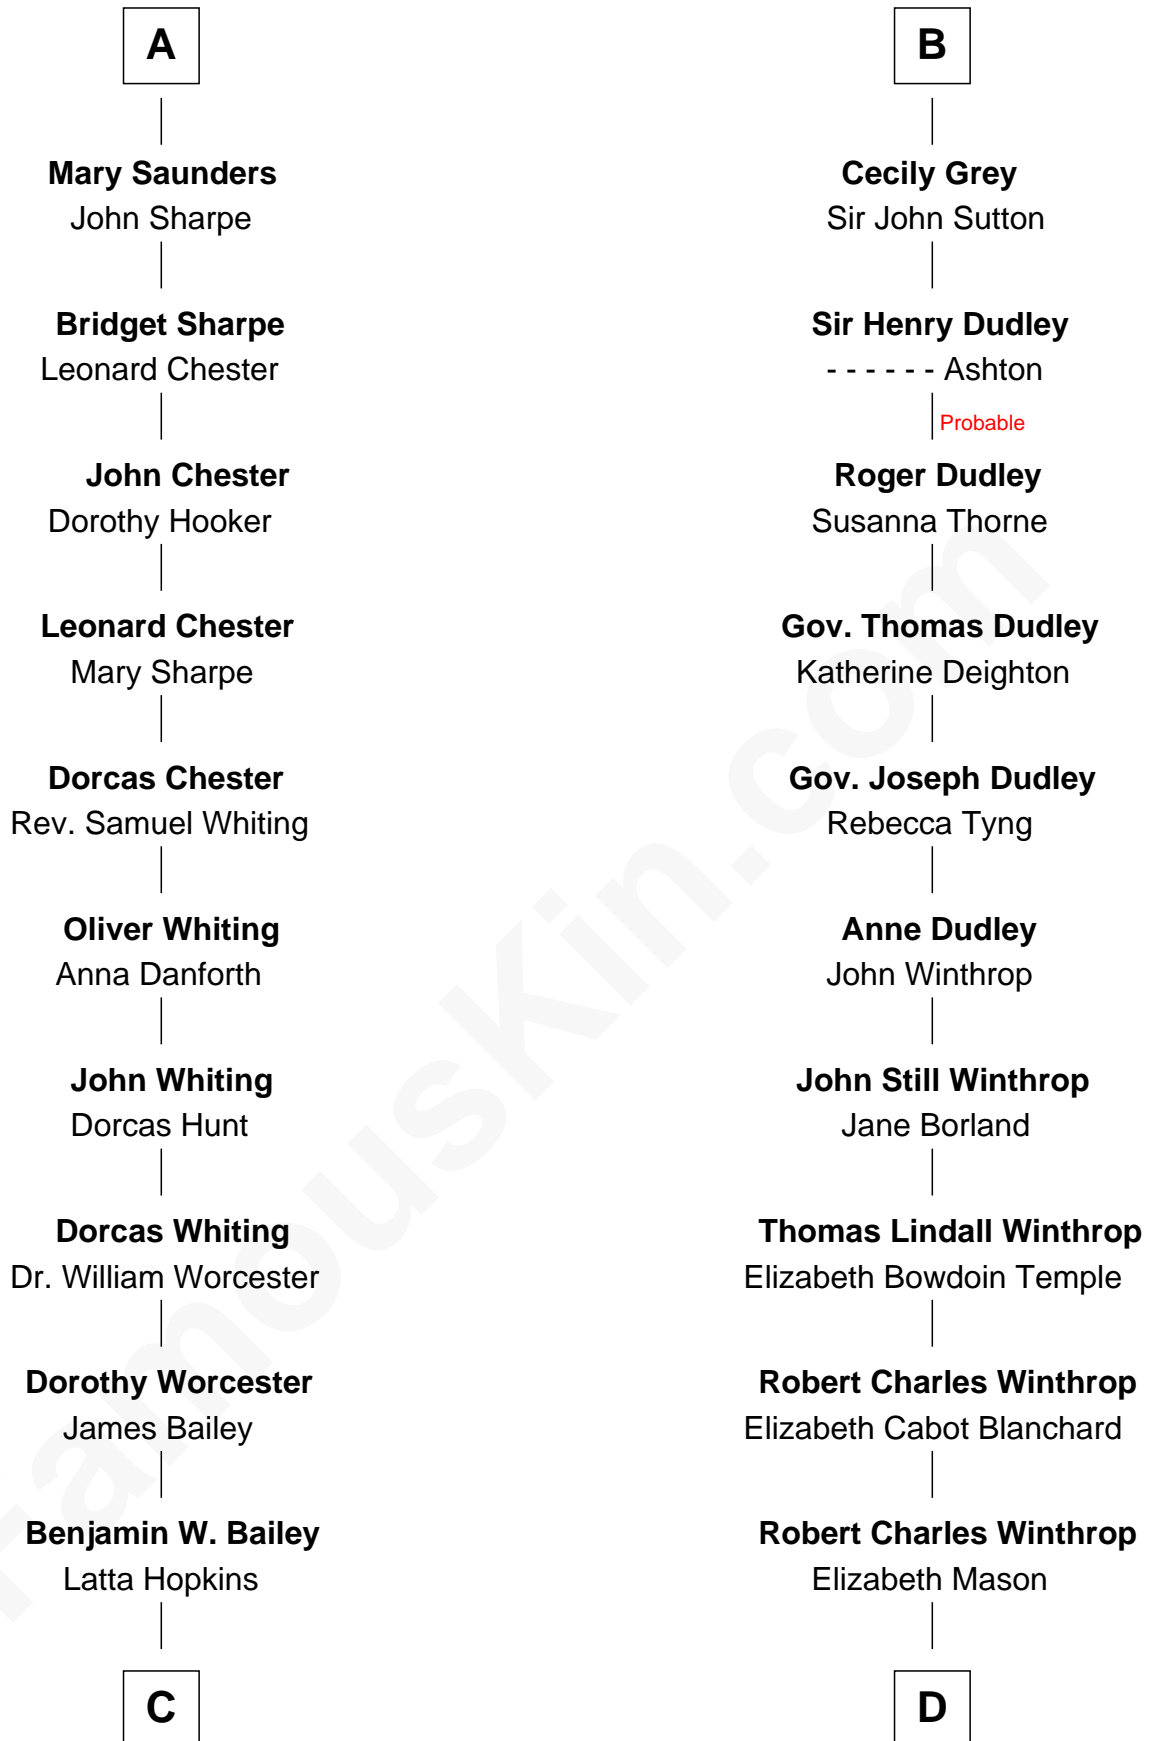 A
Mary Saunders
John Sharpe
Bridget Sharpe
Leonard Chester
John Chester
Dorothy Hooker
Leonard Chester
Mary Sharpe
Dorcas Chester
Rev. Samuel Whiting
Oliver Whiting
Anna Danforth
John Whiting
Dorcas Hunt
Dorcas Whiting
Dr. William Worcester
Dorothy Worcester
James Bailey
Benjamin W. Bailey
Latta Hopkins
C
B
Cecily Grey
Sir John Sutton
Sir Henry Dudley
- - - - - - Ashton
Probable
Roger Dudley
Susanna Thorne
Gov. Thomas Dudley
Katherine Deighton
Gov. Joseph Dudley
Rebecca Tyng
Anne Dudley
John Winthrop
John Still Winthrop
Jane Borland
Thomas Lindall Winthrop
Elizabeth Bowdoin Temple
Robert Charles Winthrop
Elizabeth Cabot Blanchard
Robert Charles Winthrop
Elizabeth Mason
D
FamousKin.com